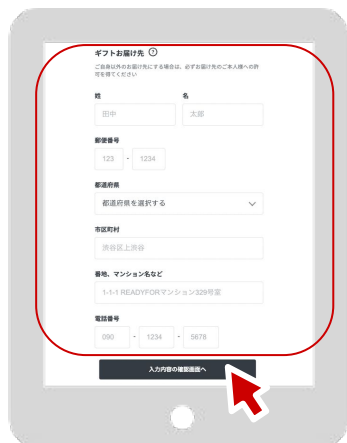 ギフトお届け先 ?
ご自身以外のお届け先にする場合は、必ずお届け先のご本人様への許
可を得てください
姓 名
田中 太郎
郵便番号
123 - 1234
都道府県
都道府県を選択する
市区町村
渋谷区上渋谷
番地、マンション名など
1-1-1 READYFORマンション329号室
電話番号
090 - 1234 - 5678
入力内容の確認画面へ